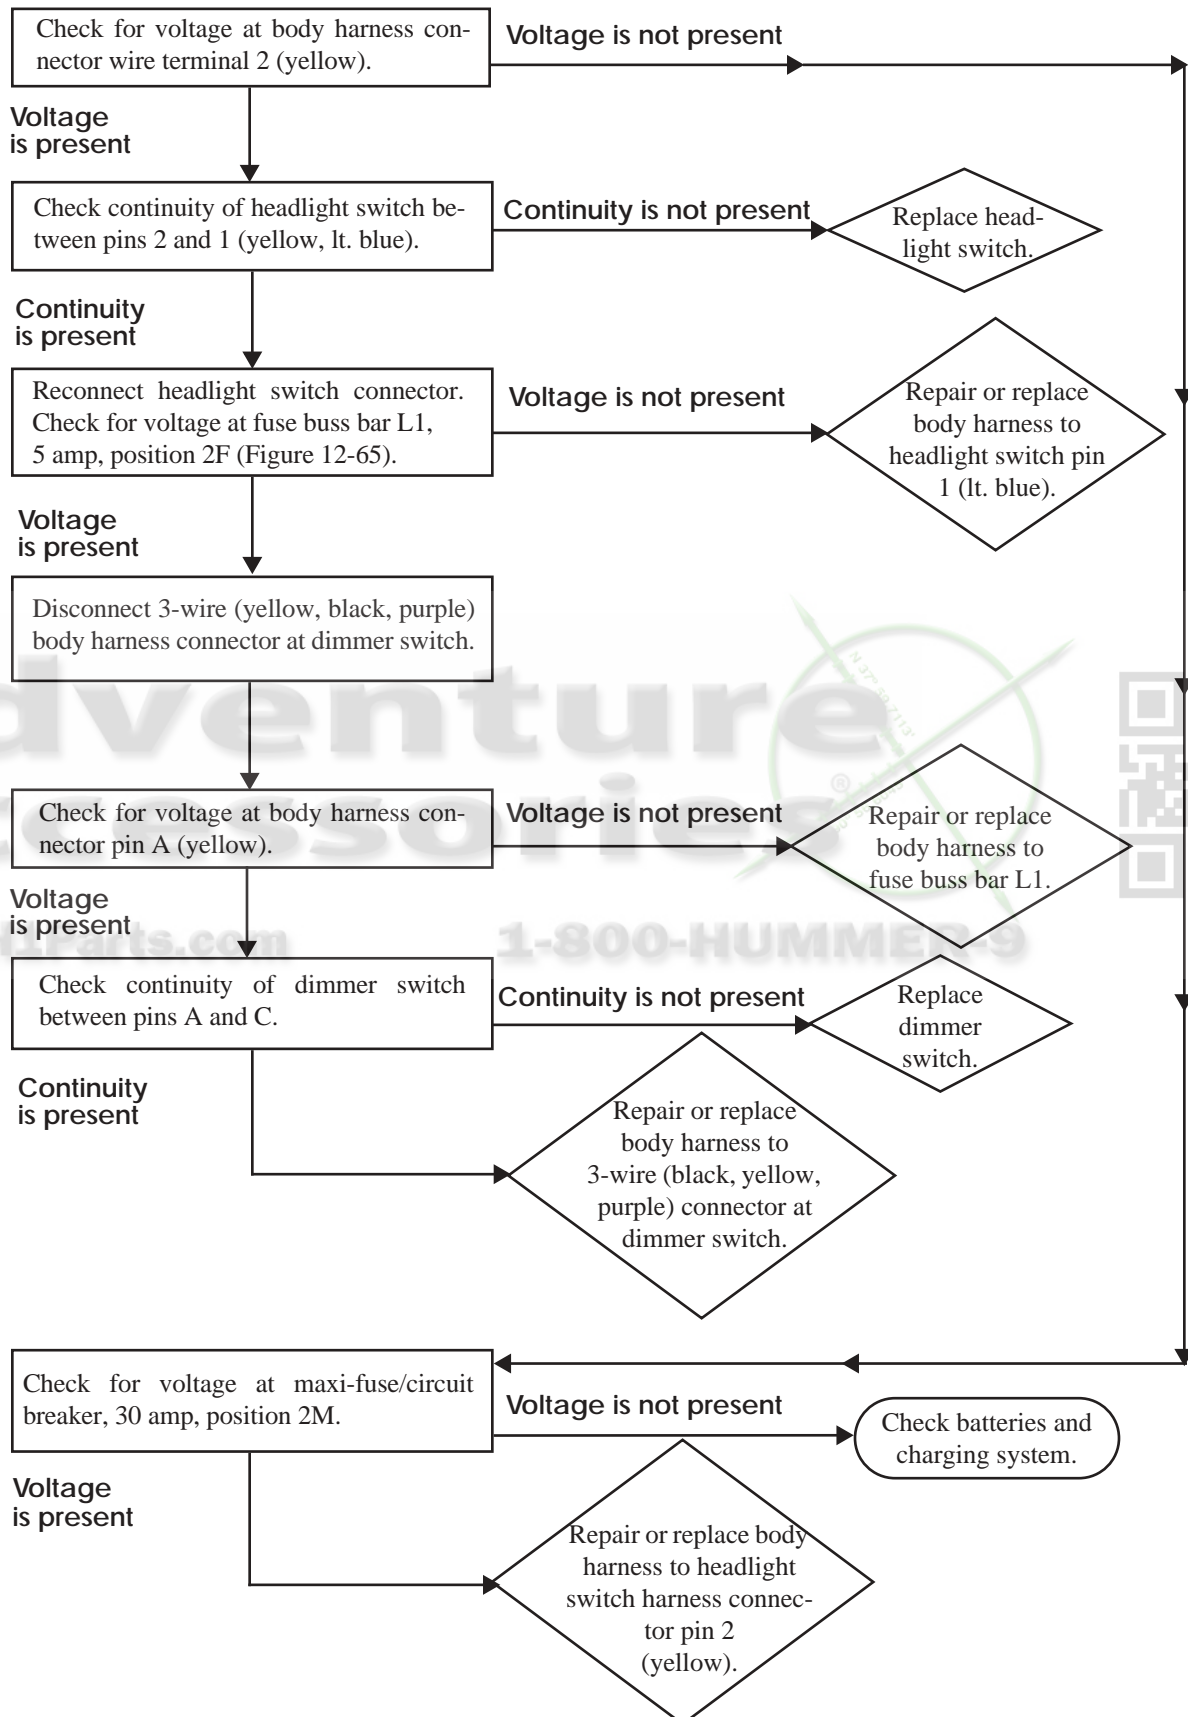 Check for voltage at body harness con-
nector wire terminal 2 (yellow).
Voltage is not present
Voltage
is present
Check continuity of headlight switch be-
tween pins 2 and 1 (yellow, lt. blue).
Continuity is not present
Replace head-
light switch.
Continuity
is present
Reconnect headlight switch connector.
Check for voltage at fuse buss bar L1,
5 amp, position 2F (Figure 12-65).
Voltage is not present
Repair or replace
body harness to
headlight switch pin
1 (lt. blue).
Voltage
is present
Disconnect 3-wire (yellow, black, purple)
body harness connector at dimmer switch.
dventure
N 37° 39.7113'
Check for voltage at body harness con-
nector pin A (yellow).
Voltage is not present
Repair or replace
body harness to
fuse buss bar L1.
ccessories
®
Voltage
is present
H1Parts.com
1-800-HUMMER-9
Check continuity of dimmer switch
between pins A and C.
Continuity is not present
Replace
dimmer
switch.
Continuity
is present
Repair or replace
body harness to
3-wire (black, yellow,
purple) connector at
dimmer switch.
Check for voltage at maxi-fuse/circuit
breaker, 30 amp, position 2M.
Voltage is not present
Check batteries and
charging system.
Voltage
is present
Repair or replace body
harness to headlight
switch harness connec-
tor pin 2
(yellow).